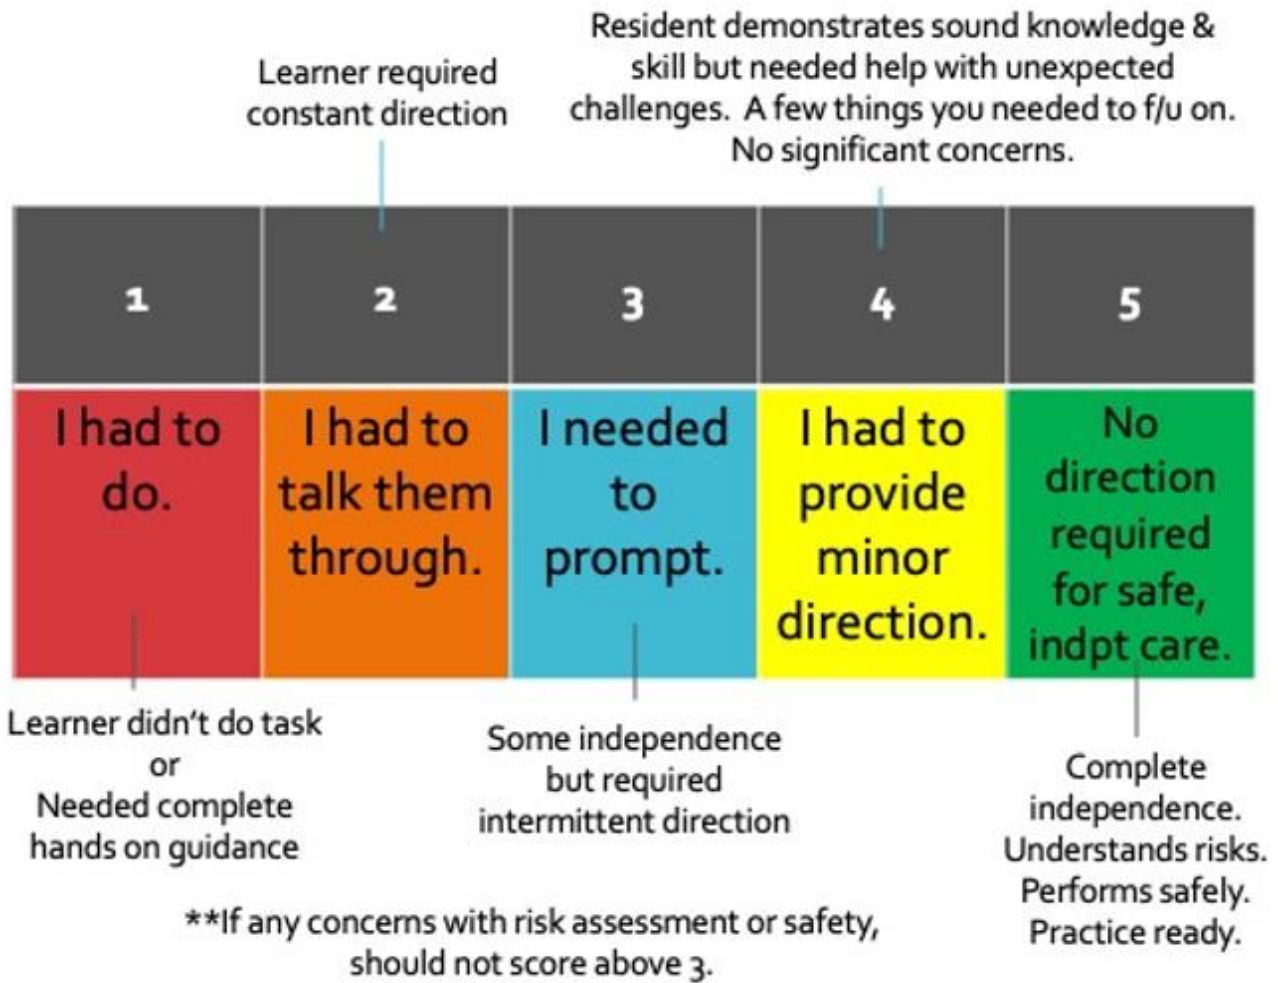 Learner required
constant direction
Resident demonstrates sound knowledge &
skill but needed help with unexpected
challenges. A few things you needed to f/u on.
No significant concerns.
1
2
3
4
5
I had to
do.
I had to
talk them
through.
I needed
to
prompt.
I had to
provide
minor
direction.
No
direction
required
for safe,
indpt care.
Learner didn't do task
or
Needed complete
hands on guidance
Some independence
but required
intermittent direction
Complete
independence.
Understands risks.
Performs safely.
Practice ready.
**If any concerns with risk assessment or safety,
should not score above 3.